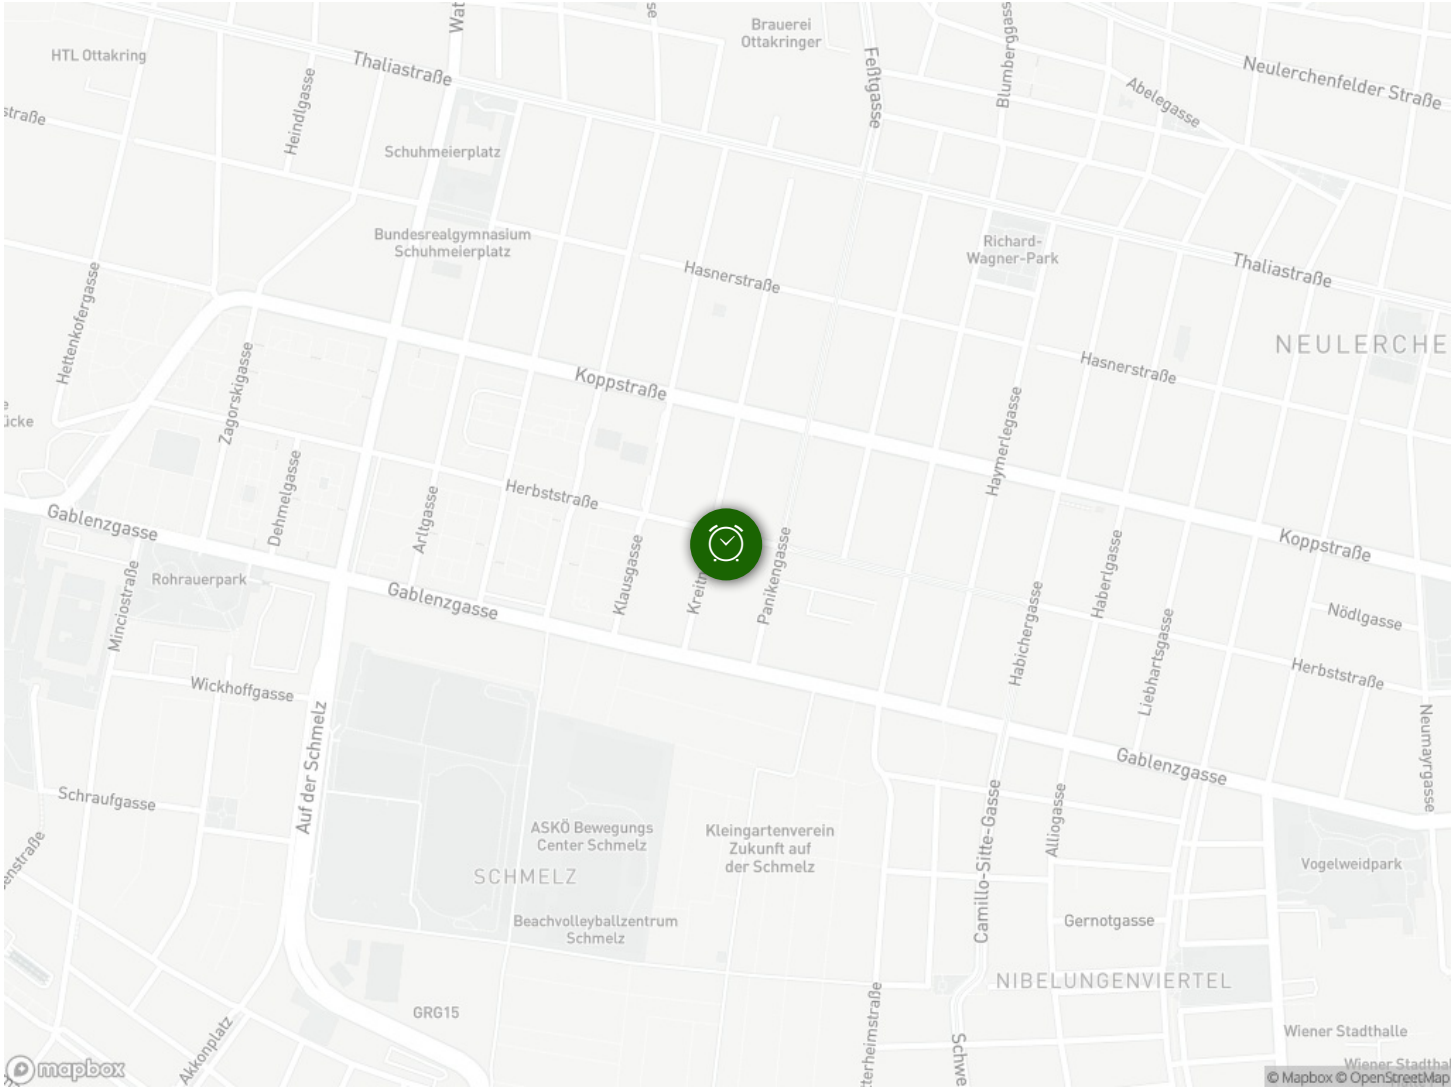 Brauerei
Ottakringer
HTL Ottakring
Thaliastraße
Feßtgasse
Neulerchenfelder Straße
Abelegasse
Heindlgasse
straße
Schuhmeierplatz
Bundesrealgymnasium
Schuhmeierplatz
Richard-
Wagner-Park
Hasnerstraße
Thaliastraße
Hettenkofergasse
NEULERCHE
Zagorskigasse
Koppstraße
Hasnerstraße
Haymerlegasse
ücke
Dehmelgasse
Arltgasse
Herbststraße
Gablenzgasse
Koppstraße
Klausgasse
Panikengasse
Rohrauerpark
Minciostraße
Gablenzgasse
Habichergasse
Haberlgasse
Nödlgasse
Liebhartsgasse
Herbststraße
Wickhoffgasse
Neumayrgasse
Auf der Schmelz
Gablenzgasse
Schraufgasse
Camillo-Sitte-Gasse
Alliogasse
ASKÖ Bewegungs
Center Schmelz
Kleingartenverein
Zukunft auf
der Schmelz
Vogelweidpark
SCHMELZ
Beachvolleyballzentrum
Schmelz
Gernotgasse
NIBELUNGENVIERTEL
GRG15
Akkonplatz
Wiener Stadthalle
mapbox
© Mapbox © OpenStreetMap